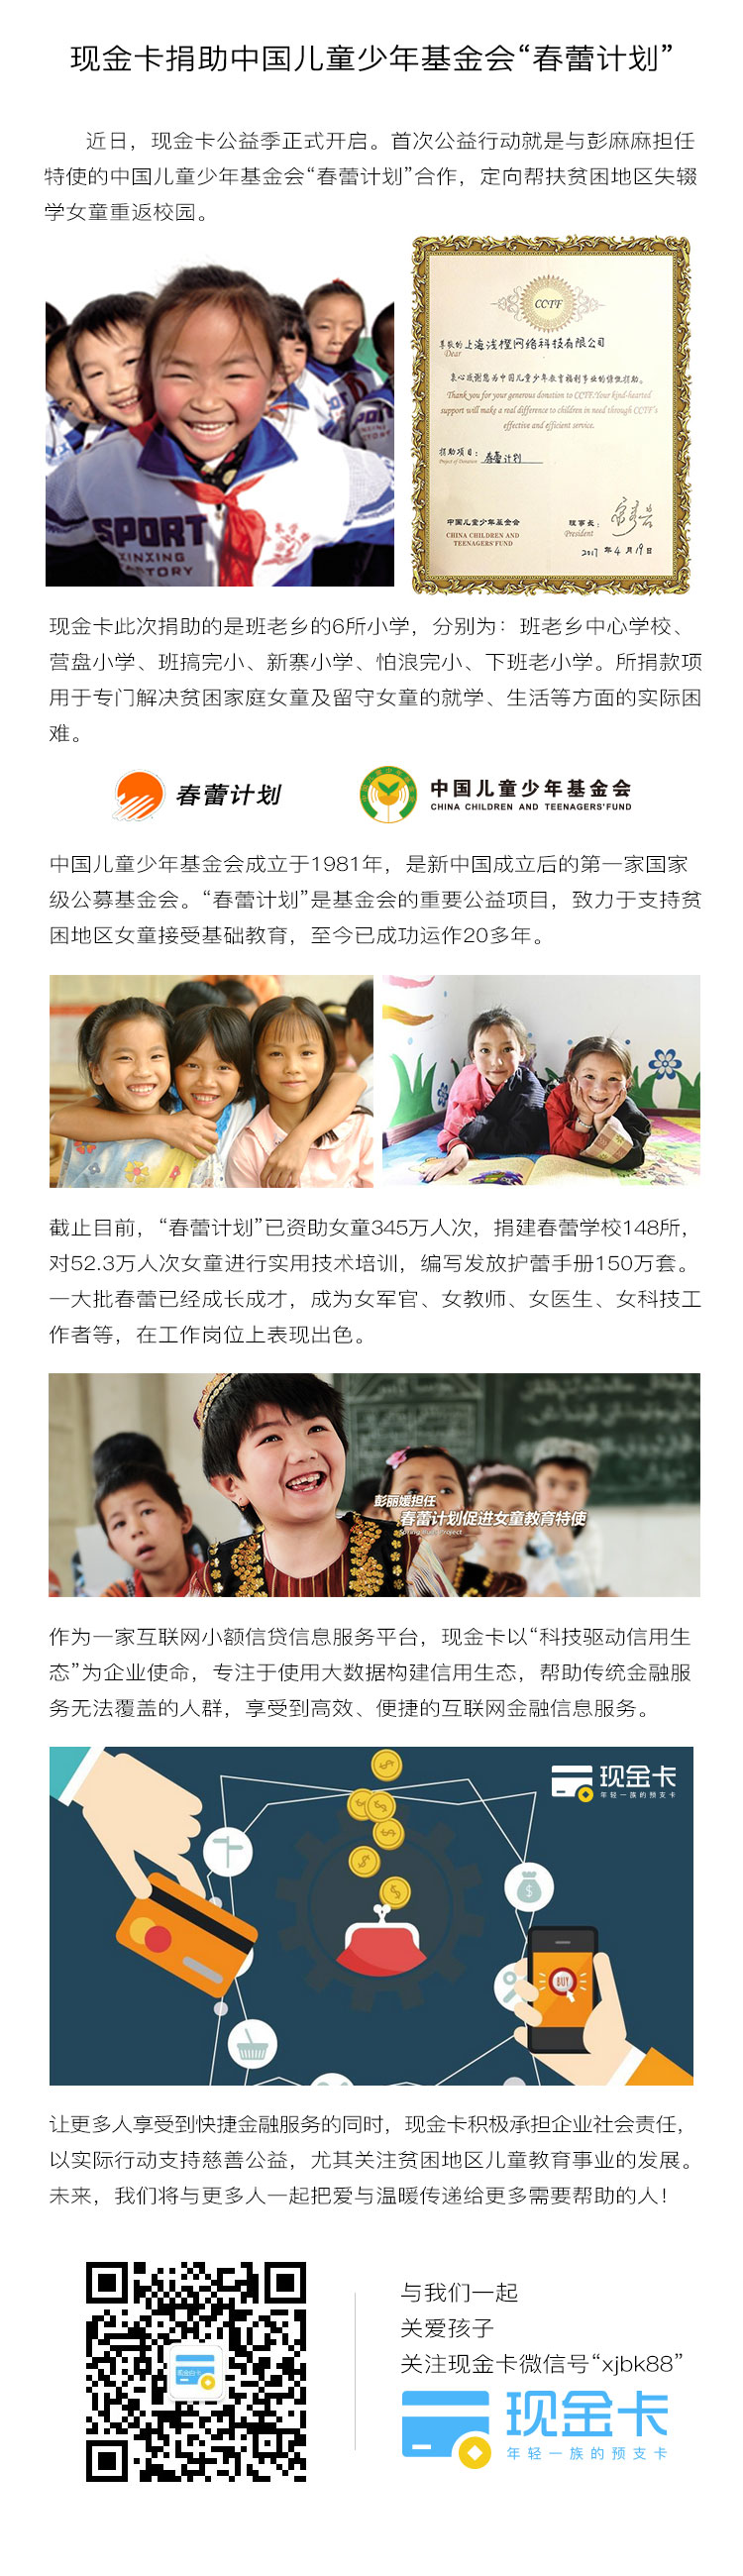 现金卡捐助中国儿童少年基金会“春蕾计划”
近日，现金卡公益季正式开启。首次公益行动就是与彭麻麻担任
特使的中国儿童少年基金会“春蕾计划”合作，定向帮扶贫困地区失辍
学女童重返校园。
SPORT
XINXING
CCTF
尊敬的上海浅橙网络科技有限公司
Dear
衷心感谢您为中国儿童少年教育福利事业的慷慨捐助。
Thank you for your generous donation to CCTF. Your kind-hearted
support will make a real difference to children in need through CCTF's
effective and efficient service.
捐助项目：春蕾计划
Project of Donation
中国儿童少年基金会
CHINA CHILDREN AND
TEENAGERS'FUND
理事长：
President
2017 年 4 月 19 日
现金卡此次捐助的是班老乡的6所小学，分别为：班老乡中心学校、
营盘小学、班搞完小、新寨小学、怕浪完小、下班老小学。所捐款项
用于专门解决贫困家庭女童及留守女童的就学、生活等方面的实际困
难。
春蕾计划
中国儿童少年基金会
CHINA CHILDREN AND TEENAGERS'FUND
中国儿童少年基金会成立于1981年，是新中国成立后的第一家国家
级公募基金会。“春蕾计划”是基金会的重要公益项目，致力于支持贫
困地区女童接受基础教育，至今已成功运作20多年。
截止目前，“春蕾计划”已资助女童345万人次，捐建春蕾学校148所，
对52.3万人次女童进行实用技术培训，编写发放护蕾手册150万套。
一大批春蕾已经成长成才，成为女军官、女教师、女医生、女科技工
作者等，在工作岗位上表现出色。
彭丽媛担任
春蕾计划促进女童教育特使
Spring Bud Project
作为一家互联网小额信贷信息服务平台，现金卡以“科技驱动信用生
态”为企业使命，专注于使用大数据构建信用生态，帮助传统金融服
务无法覆盖的人群，享受到高效、便捷的互联网金融信息服务。
现金卡
年轻一族的预支卡
BUY
让更多人享受到快捷金融服务的同时，现金卡积极承担企业社会责任，
以实际行动支持慈善公益，尤其关注贫困地区儿童教育事业的发展。
未来，我们将与更多人一起把爱与温暖传递给更多需要帮助的人！
与我们一起
关爱孩子
关注现金卡微信号“xjbk88”
现金卡
年轻一族的预支卡